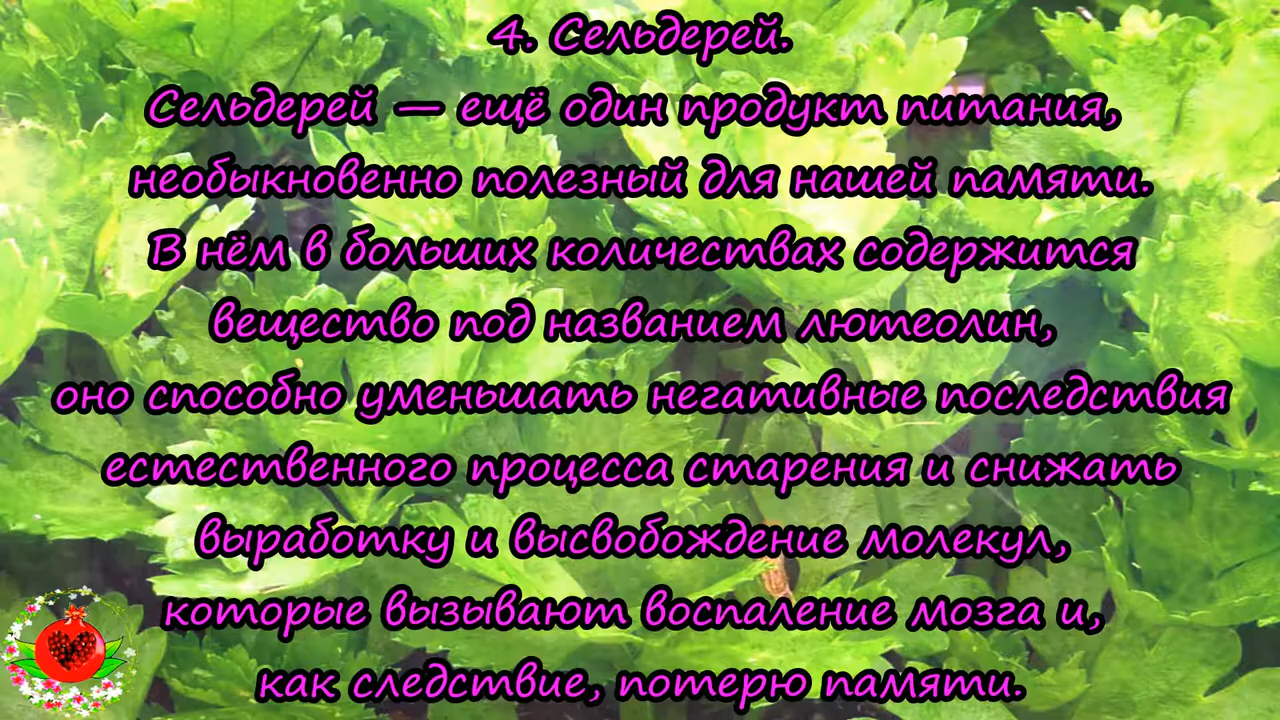 4. Сельдерей.
Сельдерей — ещё один продукт питания,
необыкновенно полезный для нашей памяти.
В нём в больших количествах содержится
вещество под названием лютеолин,
оно способно уменьшать негативные последствия
естественного процесса старения и снижать
выработку и высвобождение молекул,
которые вызывают воспаление мозга и,
как следствие, потерю памяти.